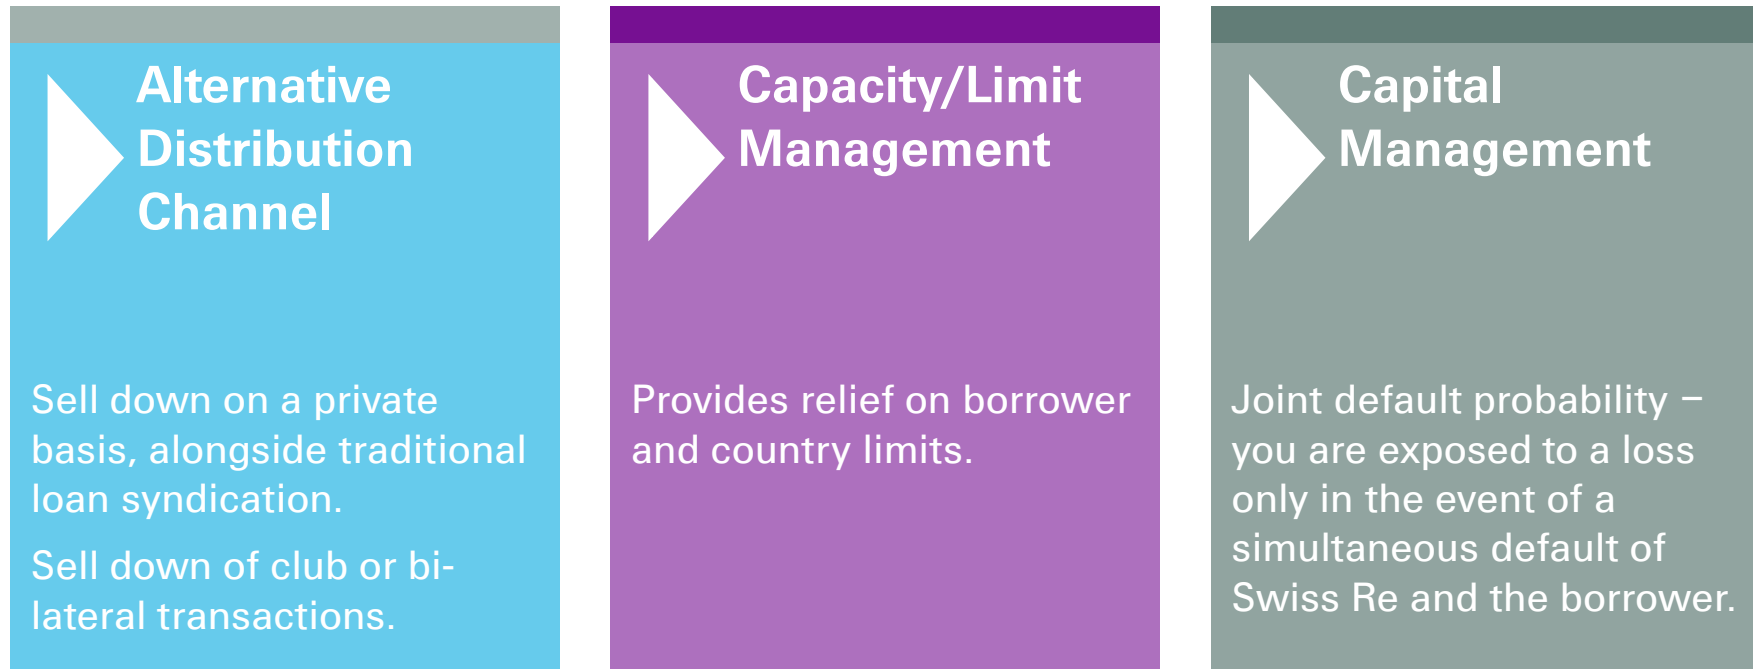 Alternative
Distribution
Channel
Sell down on a private
basis, alongside traditional
loan syndication.
Sell down of club or bi-
lateral transactions.
Capacity/Limit
Management
Provides relief on borrower
and country limits.
Capital
Management
Joint default probability –
you are exposed to a loss
only in the event of a
simultaneous default of
Swiss Re and the borrower.